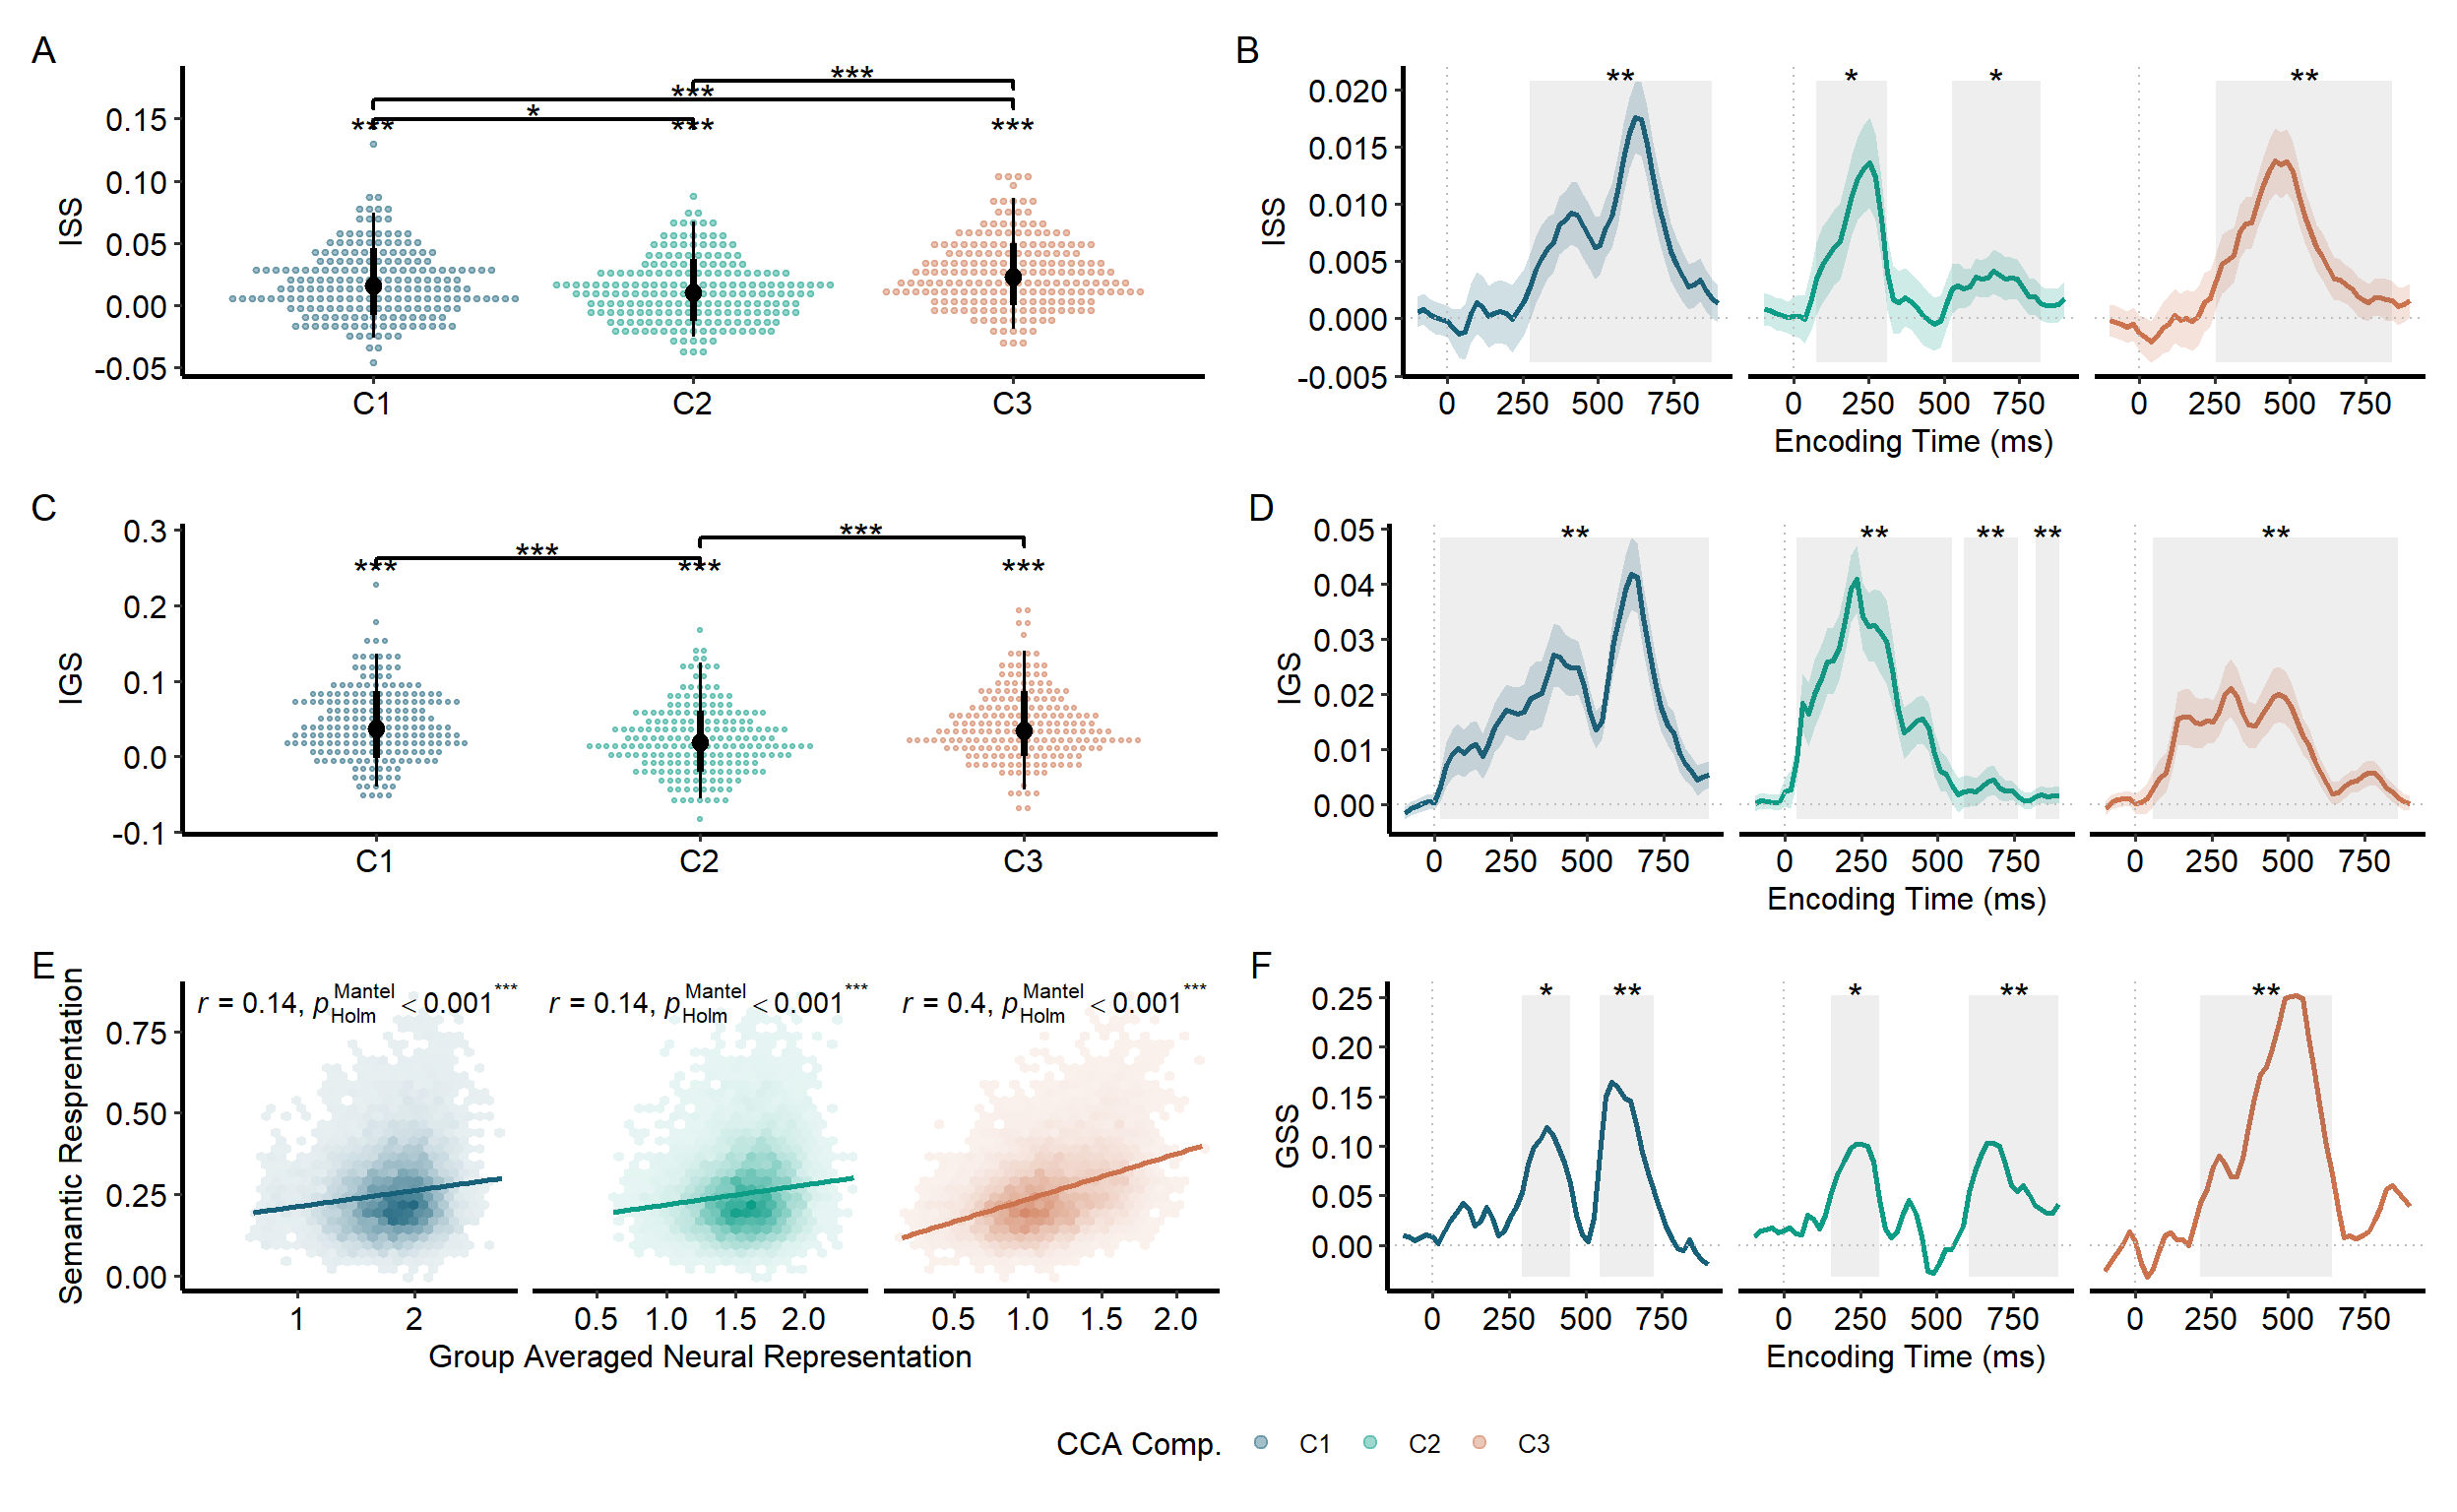 A
***
***
*
***
***
***
ISS
0.15
0.10
0.05
0.00
-0.05
C1
C2
C3
B
**
*
*
**
ISS
0.020
0.015
0.010
0.005
0.000
-0.005
0 250 500 750
0 250 500 750
0 250 500 750
Encoding Time (ms)
C
***
***
***
***
***
IGS
0.3
0.2
0.1
0.0
-0.1
C1
C2
C3
D
**
**
**
**
**
IGS
0.05
0.04
0.03
0.02
0.01
0.00
0 250 500 750
0 250 500 750
0 250 500 750
Encoding Time (ms)
E
r = 0.14, p Mantel Holm < 0.001***
r = 0.14, p Mantel Holm < 0.001***
r = 0.4, p Mantel Holm < 0.001***
Semantic Resprentation
0.75
0.50
0.25
0.00
1 2
0.5 1.0 1.5 2.0
0.5 1.0 1.5 2.0
Group Averaged Neural Representation
F
*
**
*
**
**
GSS
0.25
0.20
0.15
0.10
0.05
0.00
0 250 500 750
0 250 500 750
0 250 500 750
Encoding Time (ms)
CCA Comp. C1 C2 C3